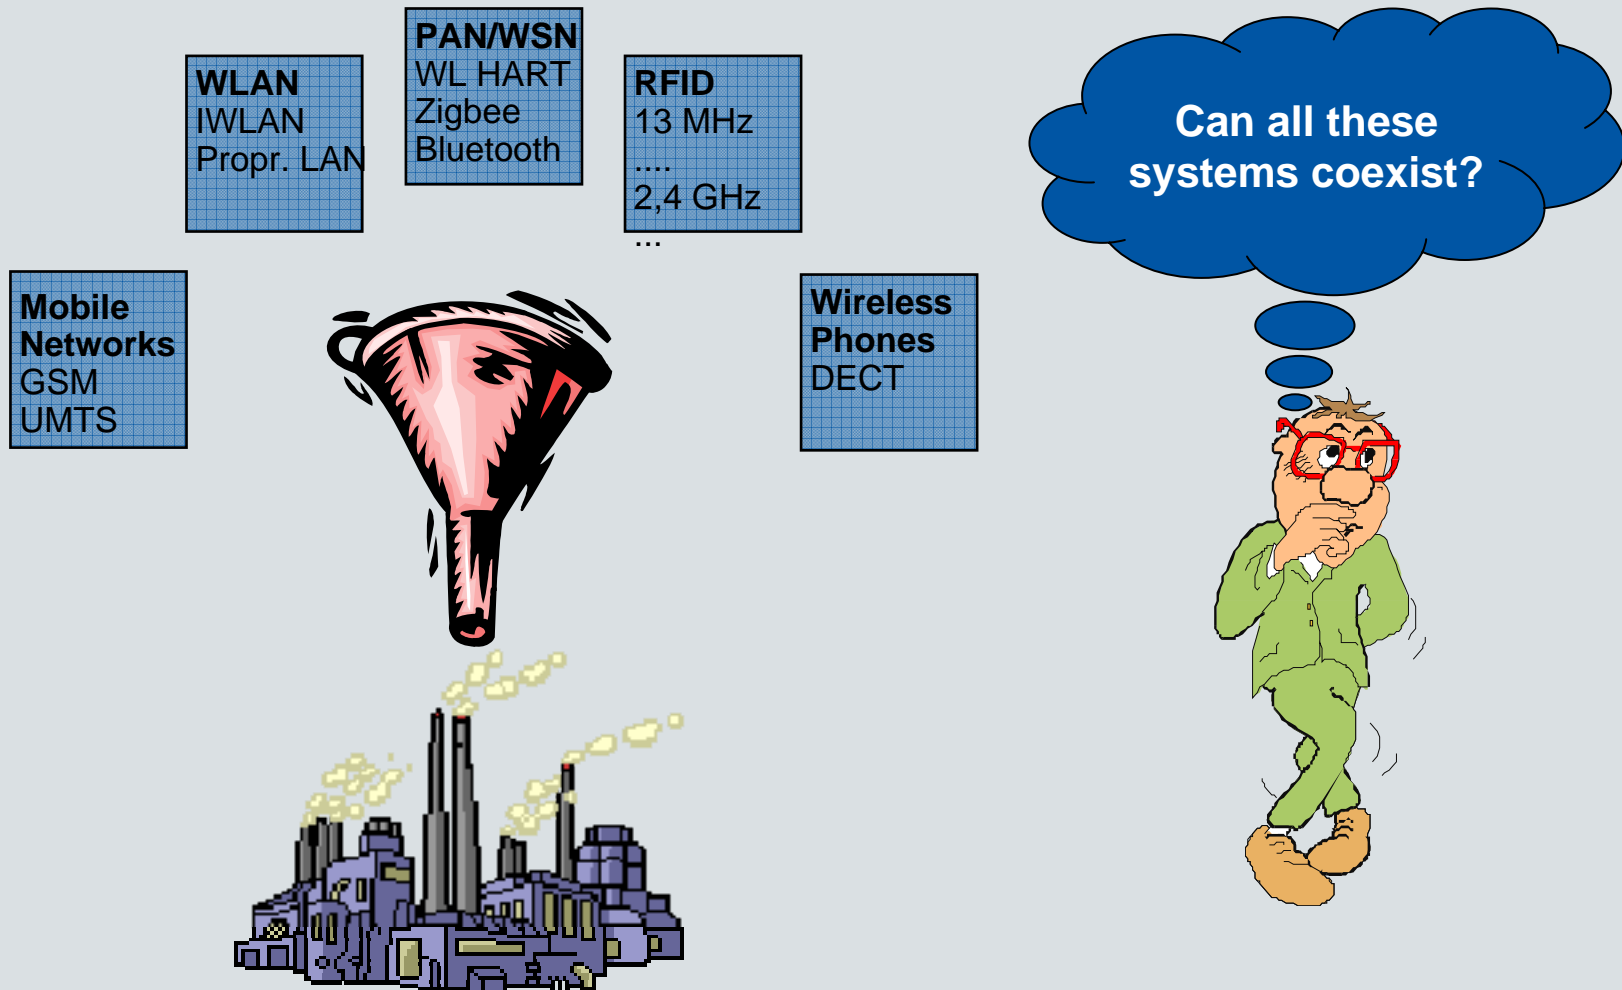 PAN/WSN
WL HART
Zigbee
Bluetooth
WLAN
IWLAN
Propr. LAN
RFID
13 MHz
....
2,4 GHz
...
Mobile
Networks
GSM
UMTS
Wireless
Phones
DECT
Can all these
systems coexist?